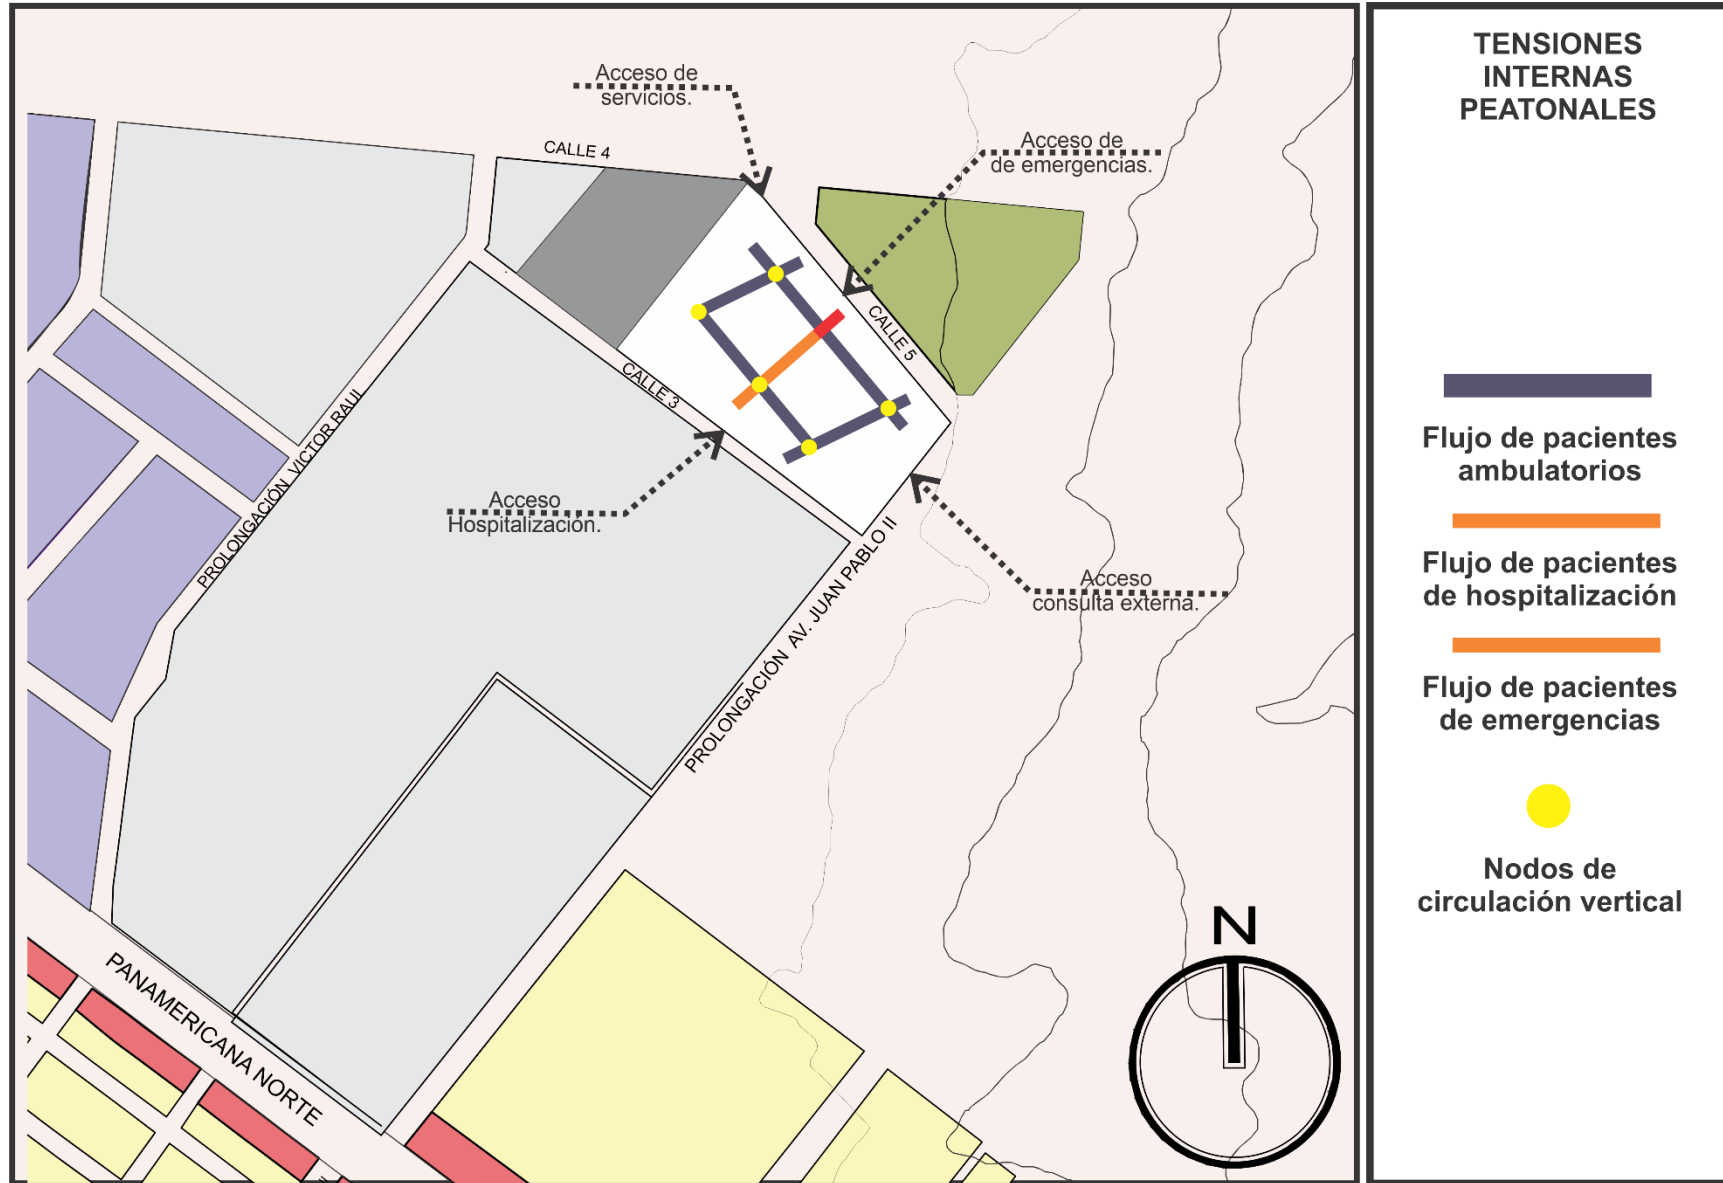 Acceso de
servicios.
Acceso de
de emergencias.
CALLE 4
CALLE 5
CALLE 3
PROLONGACIÓN VICTOR RAUL
Acceso
Hospitalización.
PROLONGACIÓN AV. JUAN PABLO II
Acceso
consulta externa.
PANAMERICANA NORTE
N
TENSIONES
INTERNAS
PEATONALES
Flujo de pacientes
ambulatorios
Flujo de pacientes
de hospitalización
Flujo de pacientes
de emergencias
Nodos de
circulación vertical